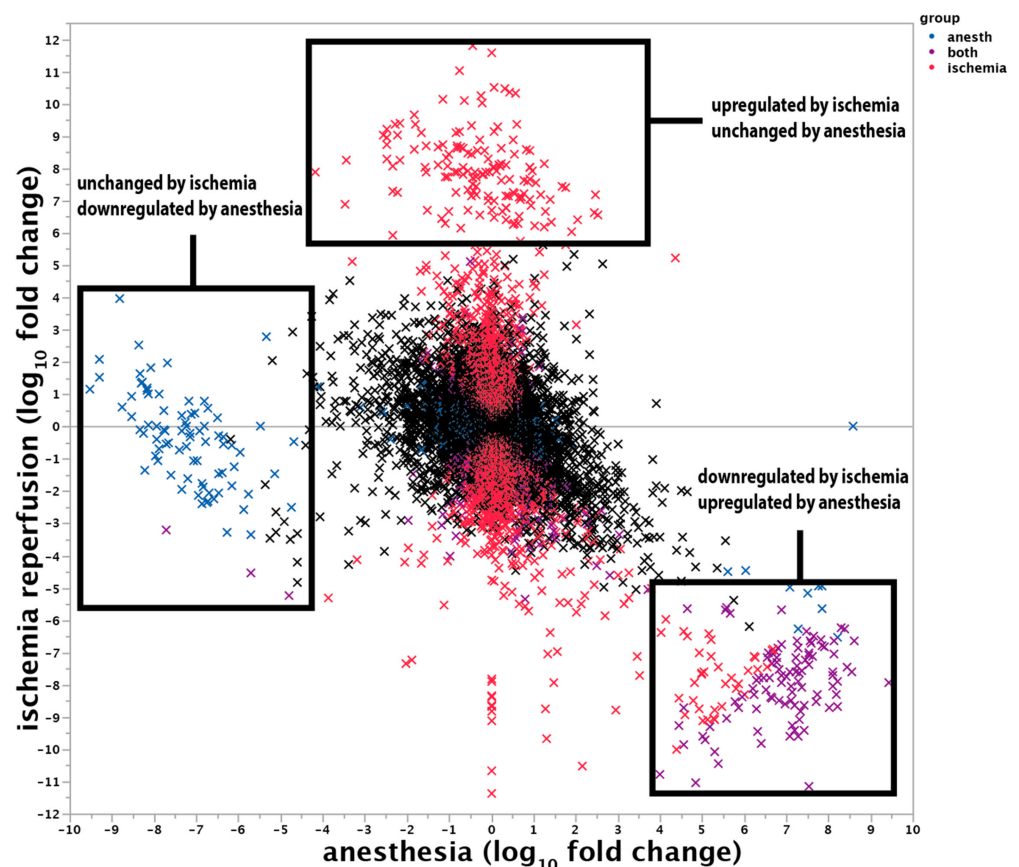 group
anesth
both
ischemia
12
11
10
9
8
7
6
5
4
3
2
1
0
−1
−2
−3
−4
−5
−6
−7
−8
−9
−10
−11
−12
ischemia reperfusion (log10 fold change)
upregulated by ischemia
unchanged by anesthesia
unchanged by ischemia
downregulated by anesthesia
downregulated by ischemia
upregulated by anesthesia
−10 −9 −8 −7 −6 −5 −4 −3 −2 −1 0 1 2 3 4 5 6 7 8 9 10
anesthesia (log10 fold change)